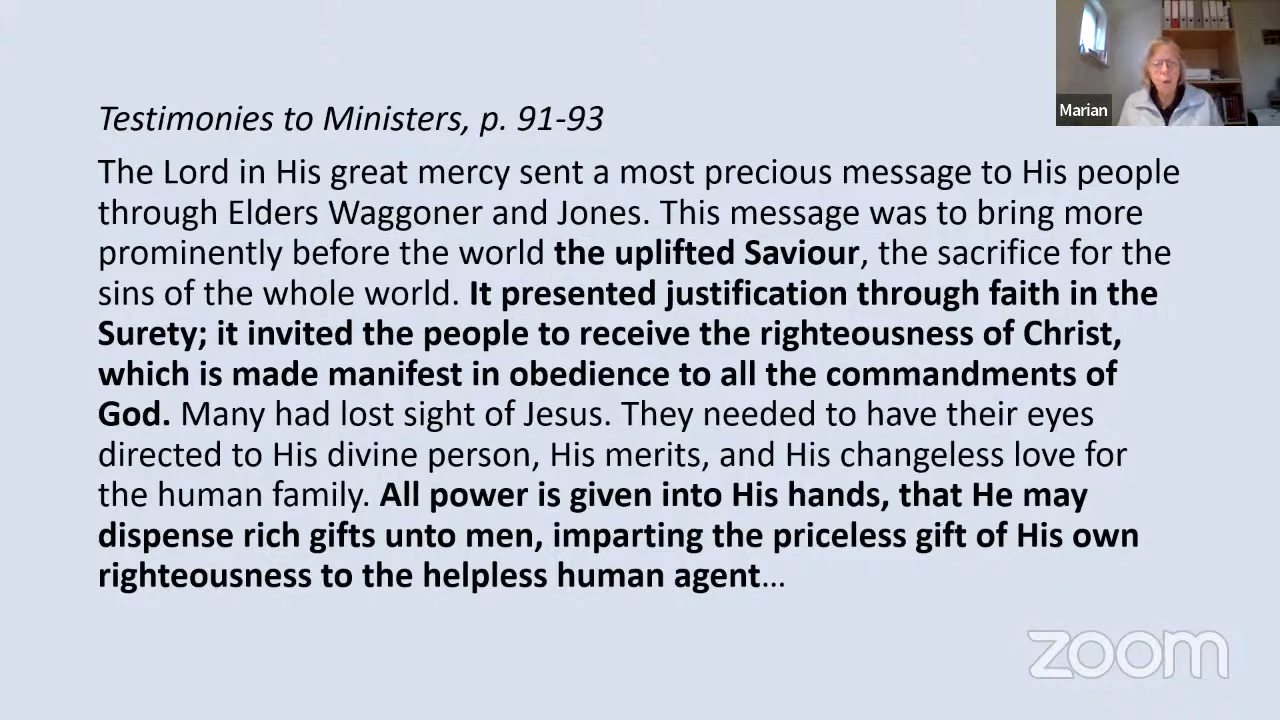 Marian
Testimonies to Ministers, p. 91-93
The Lord in His great mercy sent a most precious message to His people
through Elders Waggoner and Jones. This message was to bring more
prominently before the world the uplifted Saviour, the sacrifice for the
sins of the whole world. It presented justification through faith in the
Surety; it invited the people to receive the righteousness of Christ,
which is made manifest in obedience to all the commandments of
God. Many had lost sight of Jesus. They needed to have their eyes
directed to His divine person, His merits, and His changeless love for
the human family. All power is given into His hands, that He may
dispense rich gifts unto men, imparting the priceless gift of His own
righteousness to the helpless human agent…
zoom